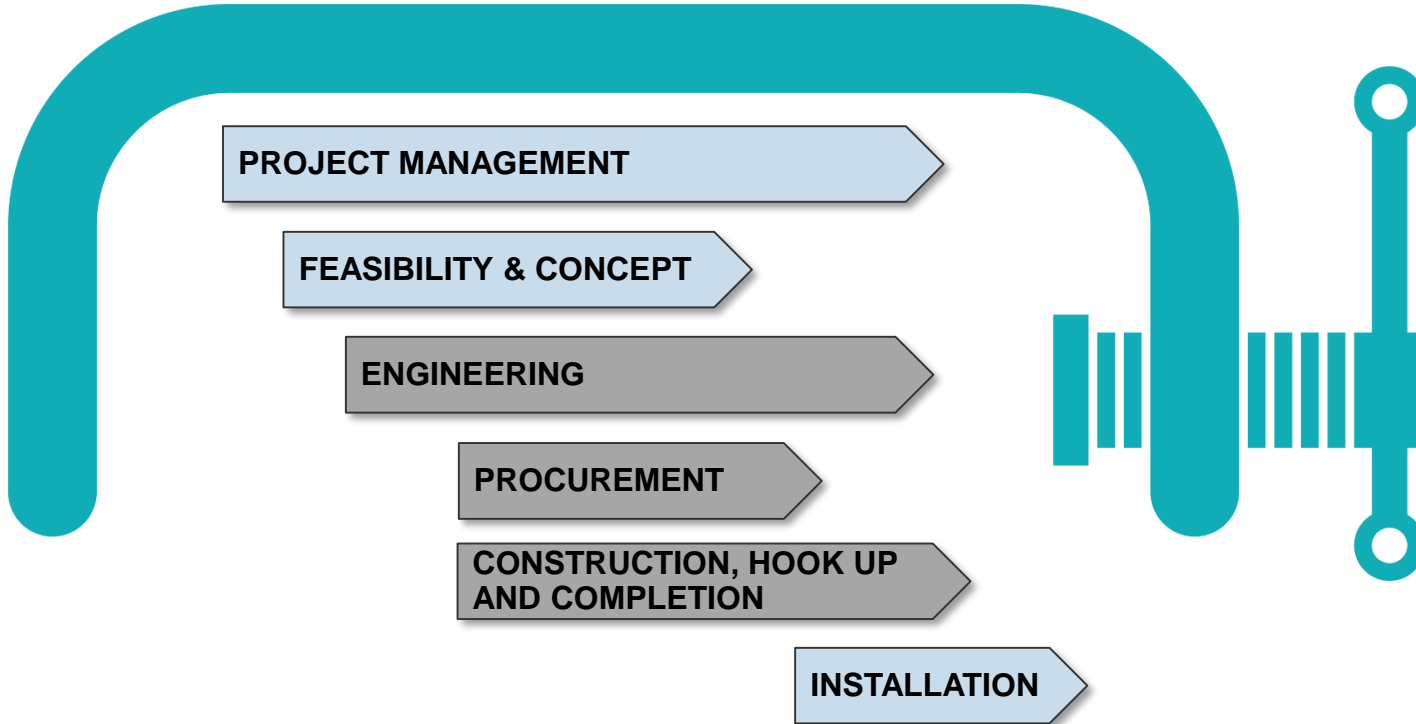 PROJECT MANAGEMENT
FEASIBILITY & CONCEPT
ENGINEERING
PROCUREMENT
CONSTRUCTION, HOOK UP
AND COMPLETION
INSTALLATION